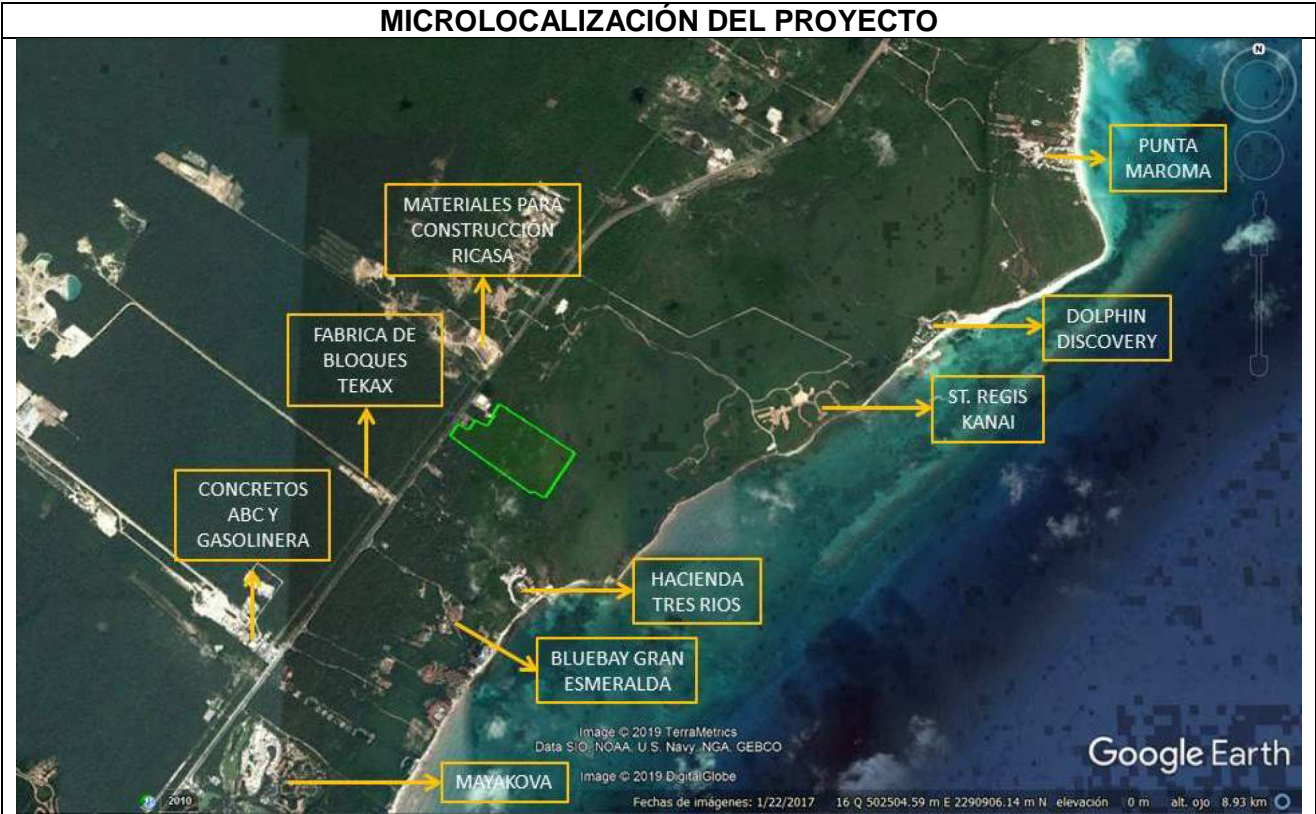 MICROLOCALIZACIÓN DEL PROYECTO
N
PUNTA
MAROMA
MATERIALES PARA
CONSTRUCCIÓN
RICASA
DOLPHIN
DISCOVERY
FABRICA DE
BLOQUES
TEKAX
ST. REGIS
KANAI
CONCRETOS
ABC Y
GASOLINERA
HACIENDA
TRES RIOS
BLUEBAY GRAN
ESMERALDA
MAYAKOVA
Image © 2019 TerraMetrics
Data SIO, NOAA, U.S. Navy, NGA, GEBCO
Image © 2019 DigitalGlobe
Google Earth
2010
Fechas de imágenes: 1/22/2017 16 Q 502504.59 m E 2290906.14 m N elevación 0 m alt. ojo 8.93 km